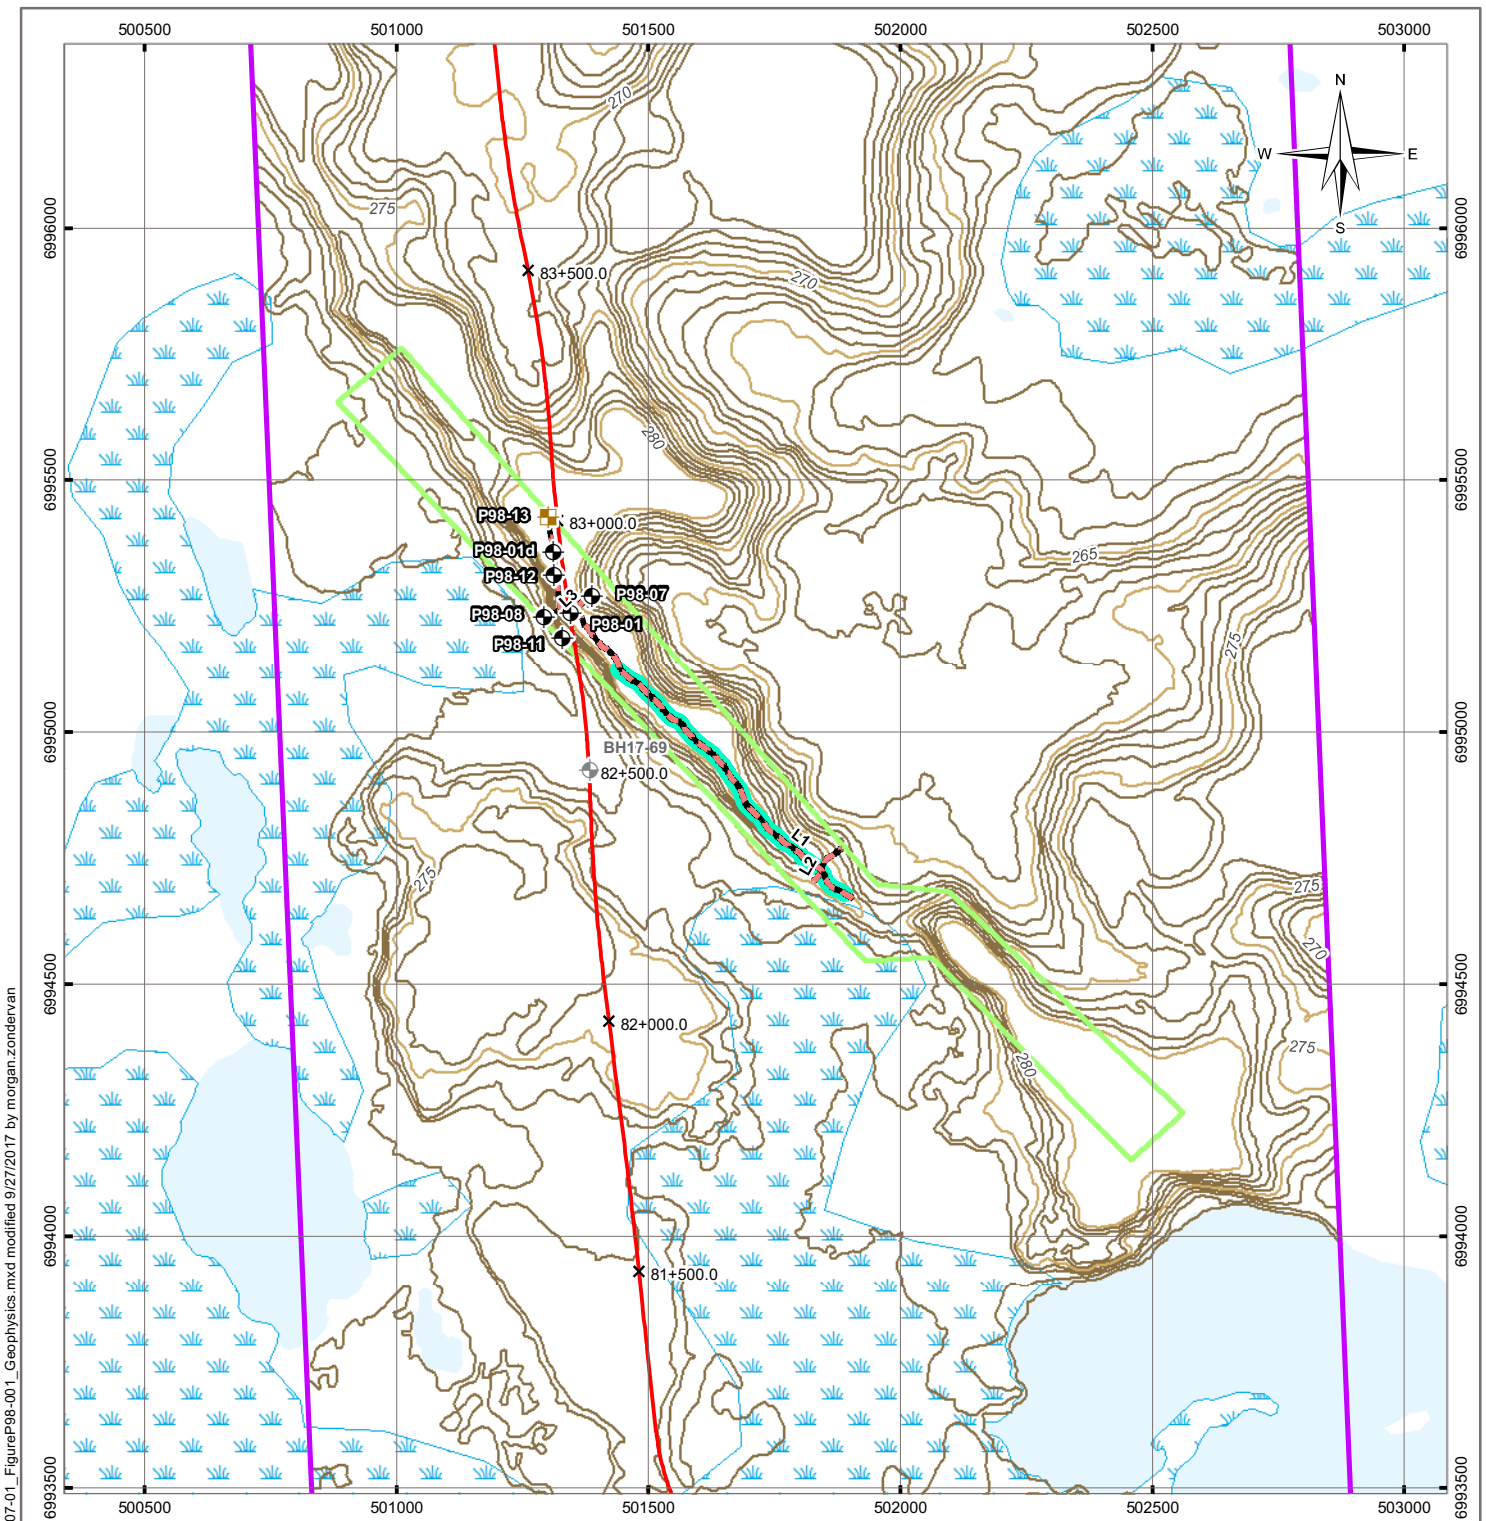 500500 501000 501500 502000 502500 503000
N
W E
S
270
275
270
6996000 6996000
83+500.0
280
6995500 6995500
P98-13
83+000.0
P98-01d
P98-12
P98-07
L3
P98-08
P98-01
P98-11
265
275
6995000 6995000
BH17-69
82+500.0
L1
L2
275
275
270
6994500 6994500
82+000.0
280
275
6994000 6994000
81+500.0
6993500 6993500
500500 501000 501500 502000 502500 503000
07-01_FigureP98-001_Geophysics.mxd modified 9/27/2017 by morgan.zondervan